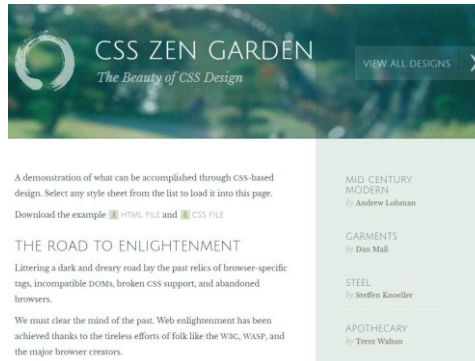 CSS ZEN GARDEN
The Beauty of CSS Design
VIEW ALL DESIGNS
A demonstration of what can be accomplished through CSS-based
design. Select any style sheet from the list to load it into this page.
Download the example HTML FILE and CSS FILE
THE ROAD TO ENLIGHTENMENT
Littering a dark and dreary road lay the past relics of browser-specific
tags, incompatible DOMs, broken CSS support, and abandoned
browsers.
We must clear the mind of the past. Web enlightenment has been
achieved thanks to the tireless efforts of folk like the W3C, WASP, and
the major browser creators.
MID CENTURY
MODERN
by Andrew Lohman
GARMENTS
by Dan Mall
STEEL
by Steffen Knoeller
APOTHECARY
by Trent Walton